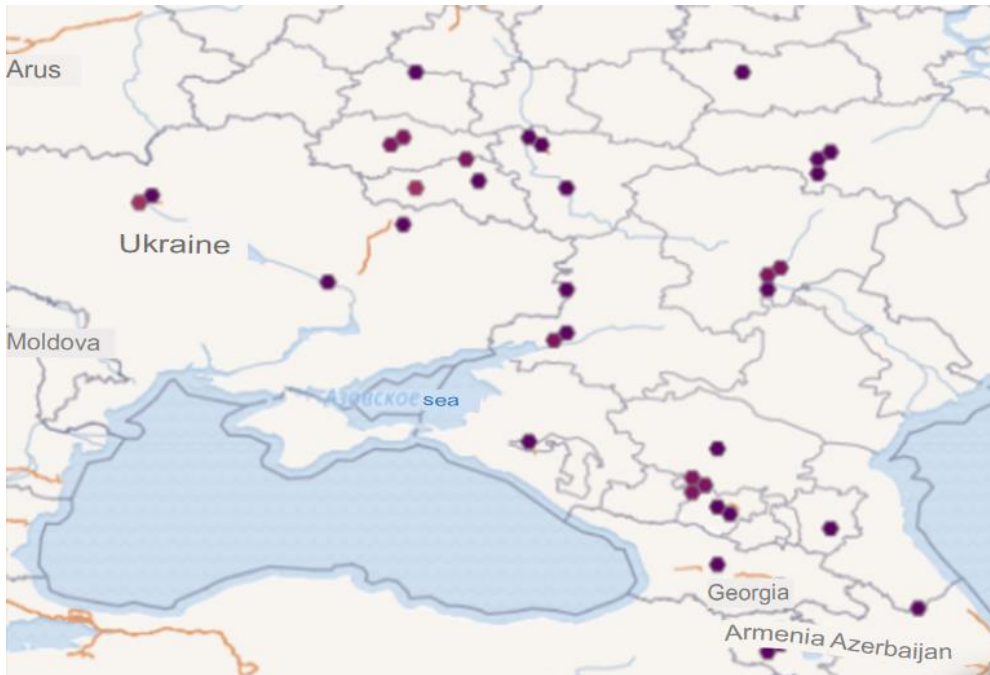 Arus
Ukraine
Moldova
Азовское sea
Georgia
Armenia Azerbaijan